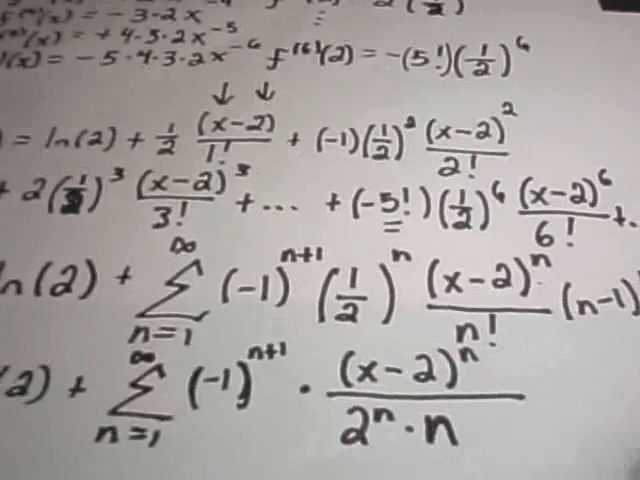 (x) = -3·2x
(x) = +4·3·2x^-5
(x) = -5·4·3·2x^-6 f^(6)(2) = -(5!)(1/2)^6
↓ ↓
= ln(2) + 1/2 (x-2)/1! + (-1)(1/2)^2 (x-2)^2/2!
+ 2(1/2)^3 (x-2)^3/3! + ... + (-5!)(1/2)^6 (x-2)^6/6! + .
ln(2) + ∞∑n=1 (-1)^n+1 (1/2)^n (x-2)^n/n! (n-1)!
(2) + ∞∑n=1 (-1)^n+1 · (x-2)^n/2^n·n